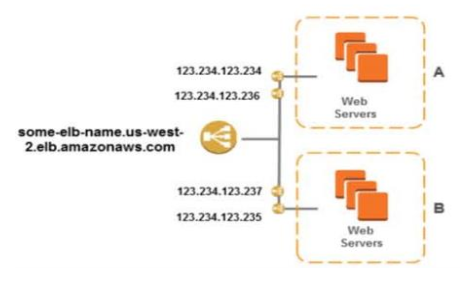 123.234.123.234
A
123.234.123.236
Web
Servers
some-elb-name.us-west-
2.elb.amazonaws.com
123.234.123.237
123.234.123.235
B
Web
Servers